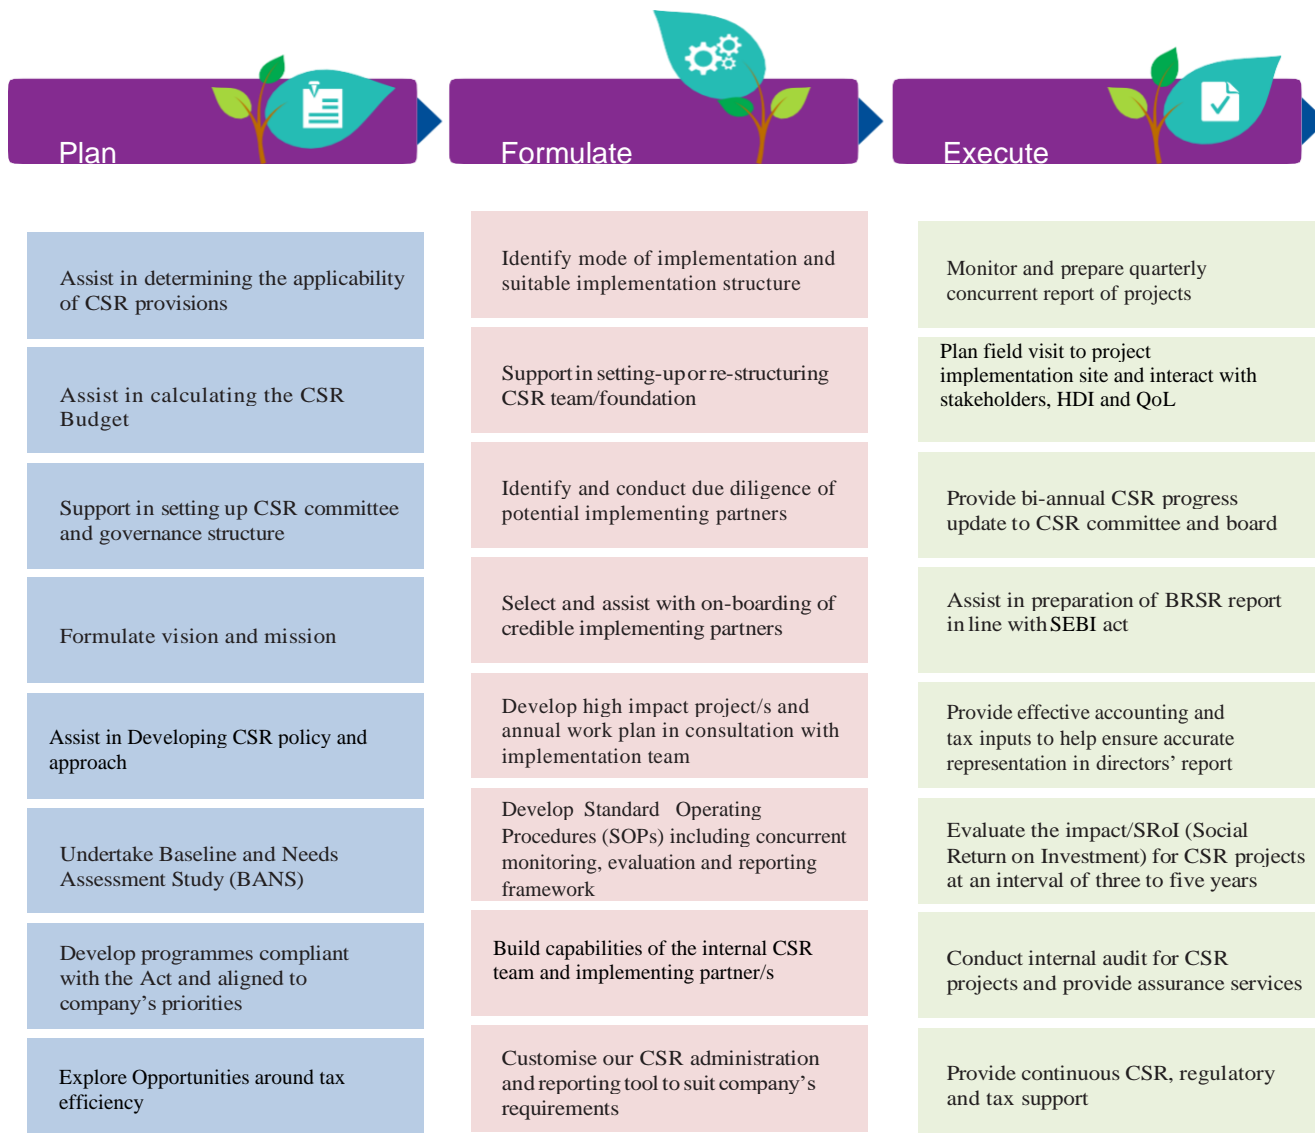 Plan
Assist in determining the applicability
of CSR provisions
Assist in calculating the CSR
Budget
Support in setting up CSR committee
and governance structure
Formulate vision and mission
Assist in Developing CSR policy and
approach
Undertake Baseline and Needs
Assessment Study (BANS)
Develop programmes compliant
with the Act and aligned to
company’s priorities
Explore Opportunities around tax
efficiency
Formulate
Identify mode of implementation and
suitable implementation structure
Support in setting-up or re-structuring
CSR team/foundation
Identify and conduct due diligence of
potential implementing partners
Select and assist with on-boarding of
credible implementing partners
Develop high impact project/s and
annual work plan in consultation with
implementation team
Develop Standard Operating
Procedures (SOPs) including concurrent
monitoring, evaluation and reporting
framework
Build capabilities of the internal CSR
team and implementing partner/s
Customise our CSR administration
and reporting tool to suit company’s
requirements
Execute
Monitor and prepare quarterly
concurrent report of projects
Plan field visit to project
implementation site and interact with
stakeholders, HDI and QoL
Provide bi-annual CSR progress
update to CSR committee and board
Assist in preparation of BRSR report
in line with SEBI act
Provide effective accounting and
tax inputs to help ensure accurate
representation in directors’ report
Evaluate the impact/SRoI (Social
Return on Investment) for CSR projects
at an interval of three to five years
Conduct internal audit for CSR
projects and provide assurance services
Provide continuous CSR, regulatory
and tax support